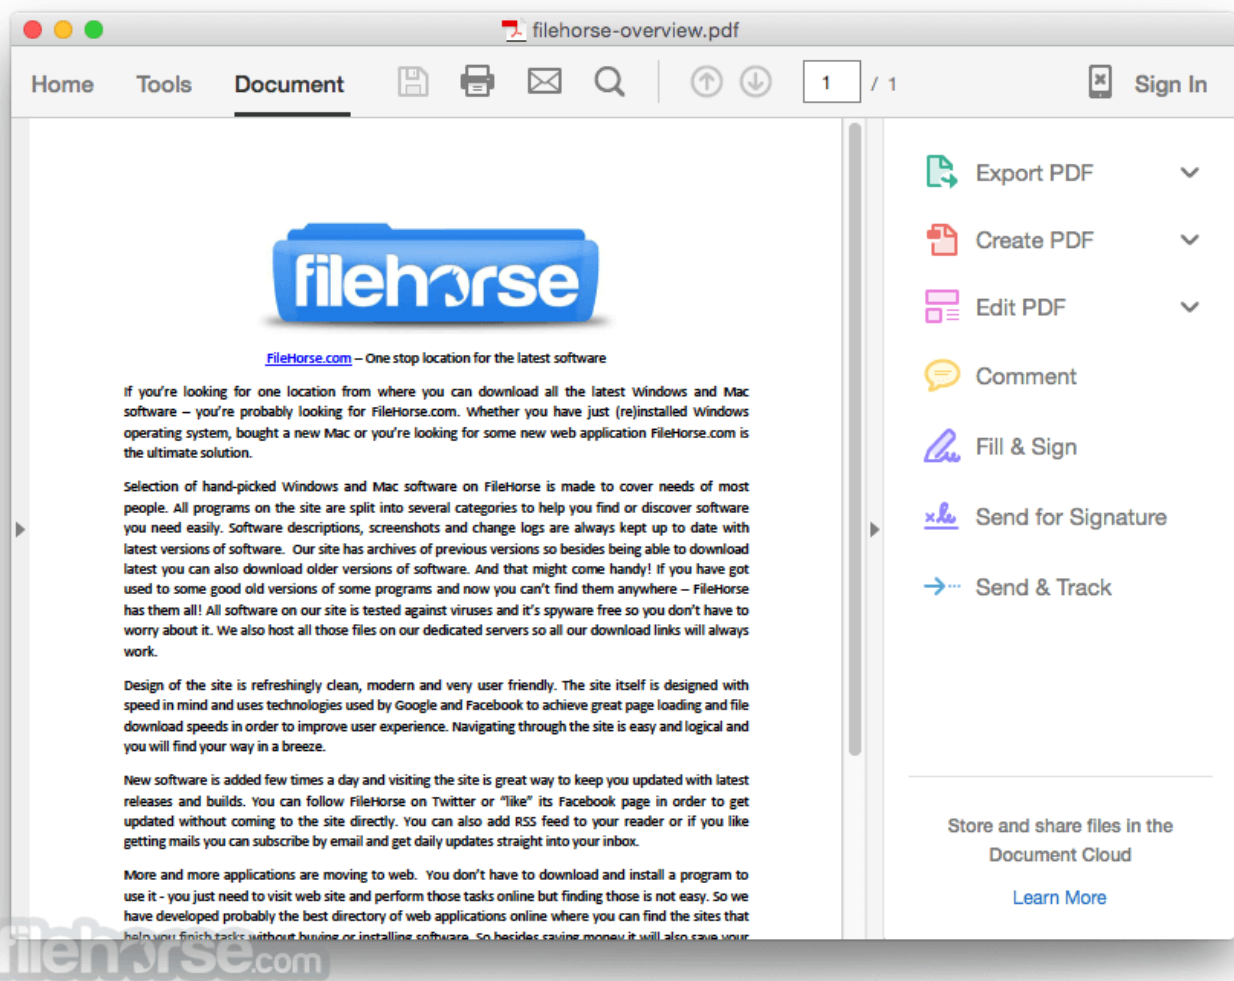 filehorse-overview.pdf
Home Tools Document 1 / 1 Sign In
filehorse
FileHorse.com – One stop location for the latest software
If you're looking for one location from where you can download all the latest Windows and Mac
software – you're probably looking for FileHorse.com. Whether you have just (re)installed Windows
operating system, bought a new Mac or you're looking for some new web application FileHorse.com is
the ultimate solution.
Selection of hand-picked Windows and Mac software on FileHorse is made to cover needs of most
people. All programs on the site are split into several categories to help you find or discover software
you need easily. Software descriptions, screenshots and change logs are always kept up to date with
latest versions of software.  Our site has archives of previous versions so besides being able to download
latest you can also download older versions of software. And that might come handy! If you have got
used to some good old versions of some programs and now you can't find them anywhere – FileHorse
has them all! All software on our site is tested against viruses and it's spyware free so you don't have to
worry about it. We also host all those files on our dedicated servers so all our download links will always
work.
Design of the site is refreshingly clean, modern and very user friendly. The site itself is designed with
speed in mind and uses technologies used by Google and Facebook to achieve great page loading and file
download speeds in order to improve user experience. Navigating through the site is easy and logical and
you will find your way in a breeze.
New software is added few times a day and visiting the site is great way to keep you updated with latest
releases and builds. You can follow FileHorse on Twitter or “like” its Facebook page in order to get
updated without coming to the site directly. You can also add RSS feed to your reader or if you like
getting mails you can subscribe by email and get daily updates straight into your inbox.
More and more applications are moving to web.  You don't have to download and install a program to
use it - you just need to visit web site and perform those tasks online but finding those is not easy. So we
have developed probably the best directory of web applications online where you can find the sites that
help you finish tasks without buying or installing software. So besides saving money it will also save your
Export PDF
Create PDF
Edit PDF
Comment
Fill & Sign
Send for Signature
Send & Track
Store and share files in the
Document Cloud
Learn More
filehorse.com